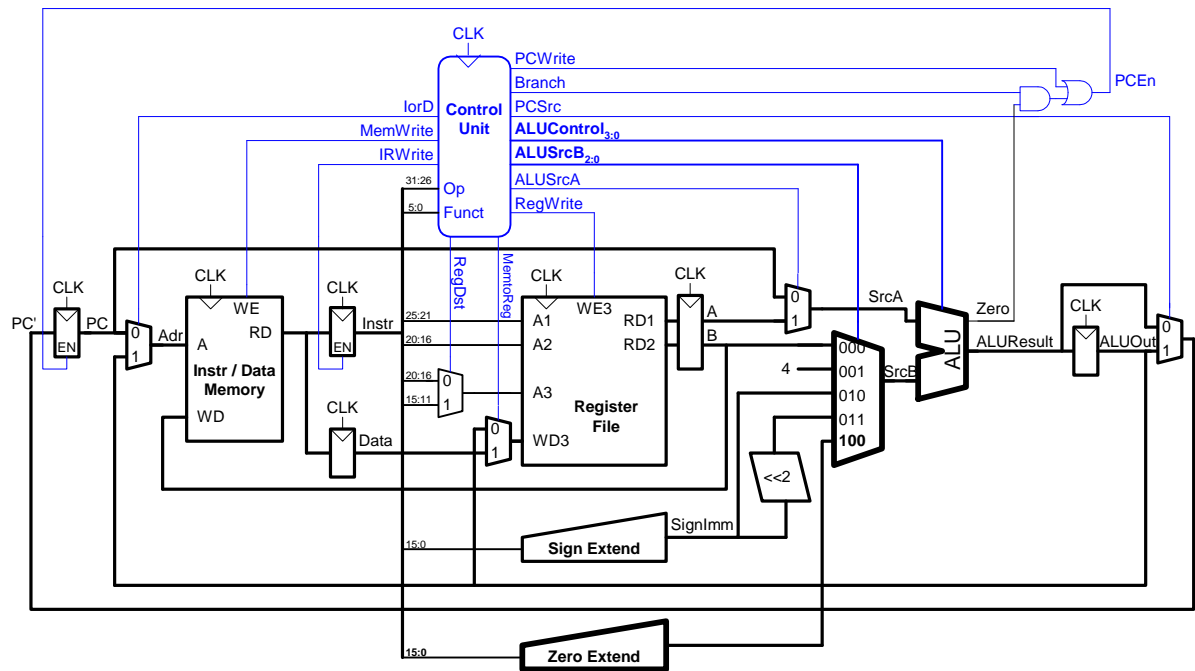 CLK
PCWrite
Branch
PCEn
IorD
Control
Unit
PCSrc
MemWrite
ALUControl3:0
IRWrite
ALUSrcB2:0
31:26
Op
ALUSrcA
5:0
Funct
RegWrite
RegDst
MemtoReg
CLK
CLK
CLK
CLK
CLK
PC'
PC
EN
0
1
Adr
A
WE
RD
Instr / Data
Memory
WD
EN
Instr
25:21
20:16
20:16
15:11
0
1
A1
A2
A3
WD3
WE3
RD1
RD2
Register
File
A
B
0
1
SrcA
4
000
001
010
011
100
SrcB
ALU
Zero
ALUResult
CLK
ALUOut
0
1
CLK
Data
0
1
<<2
SignImm
15:0
Sign Extend
15:0
Zero Extend